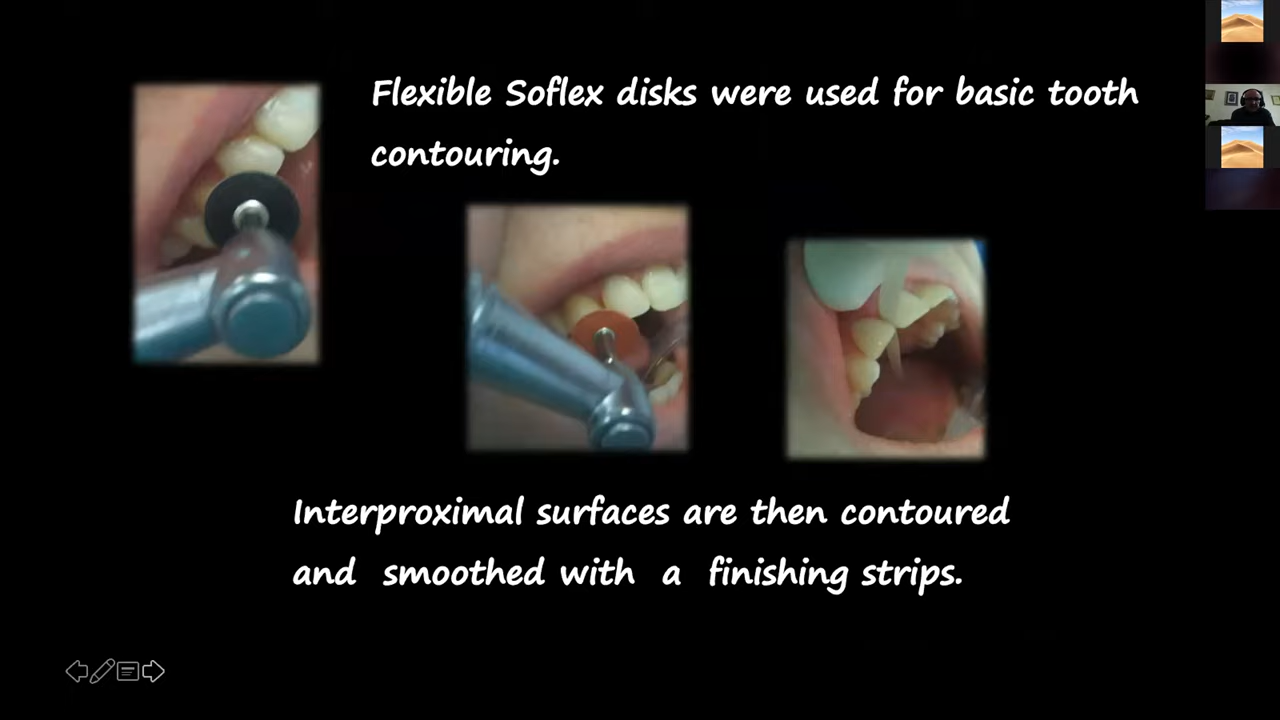 Flexible Soflex disks were used for basic tooth
contouring.
Interproximal surfaces are then contoured
and smoothed with a finishing strips.